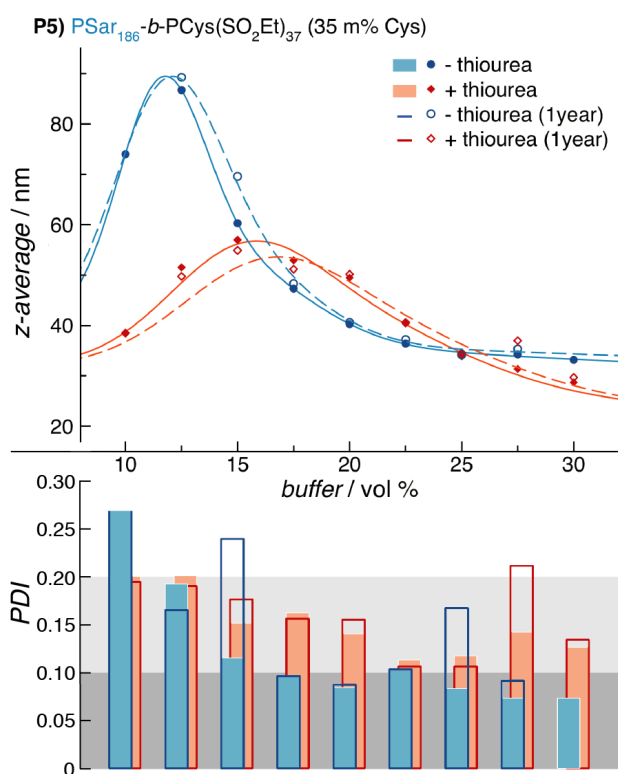 P5) PSar186-b-PCys(SO2Et)37 (35 m% Cys)
- thiourea
+ thiourea
- thiourea (1year)
+ thiourea (1year)
z-average / nm
80
60
40
20
10 15 20 25 30
buffer / vol %
PDI
0.30
0.25
0.20
0.15
0.10
0.05
0